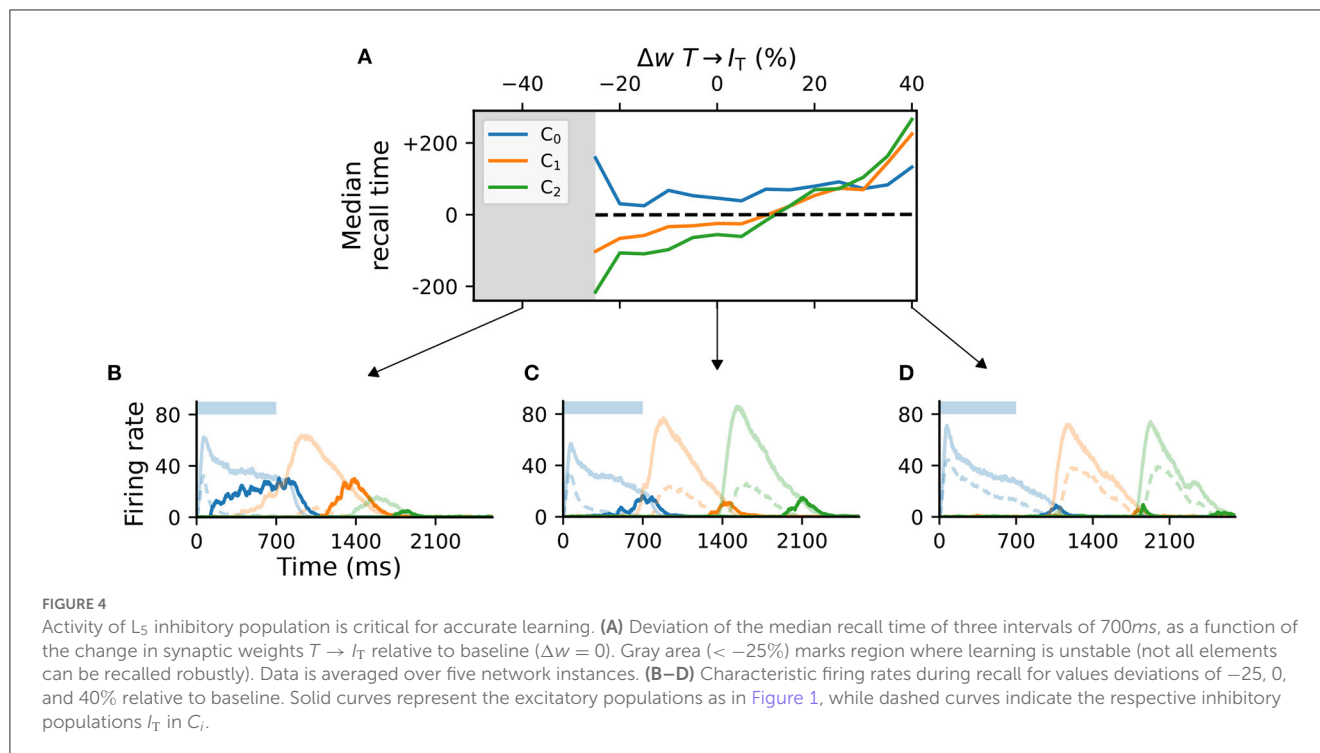 A
Δw T → I_T (%)
−40 −20 0 20 40
+200
0
-200
Median
recall time
C₀
C₁
C₂
B
C
D
80
40
0
Firing rate
0 700 1400 2100
Time (ms)
80
40
0
0 700 1400 2100
80
40
0
0 700 1400 2100
FIGURE 4
Activity of L₅ inhibitory population is critical for accurate learning. (A) Deviation of the median recall time of three intervals of 700ms, as a function of
the change in synaptic weights T → I_T relative to baseline (Δw = 0). Gray area (< −25%) marks region where learning is unstable (not all elements
can be recalled robustly). Data is averaged over five network instances. (B–D) Characteristic firing rates during recall for values deviations of −25, 0,
and 40% relative to baseline. Solid curves represent the excitatory populations as in Figure 1, while dashed curves indicate the respective inhibitory
populations I_T in C_i.